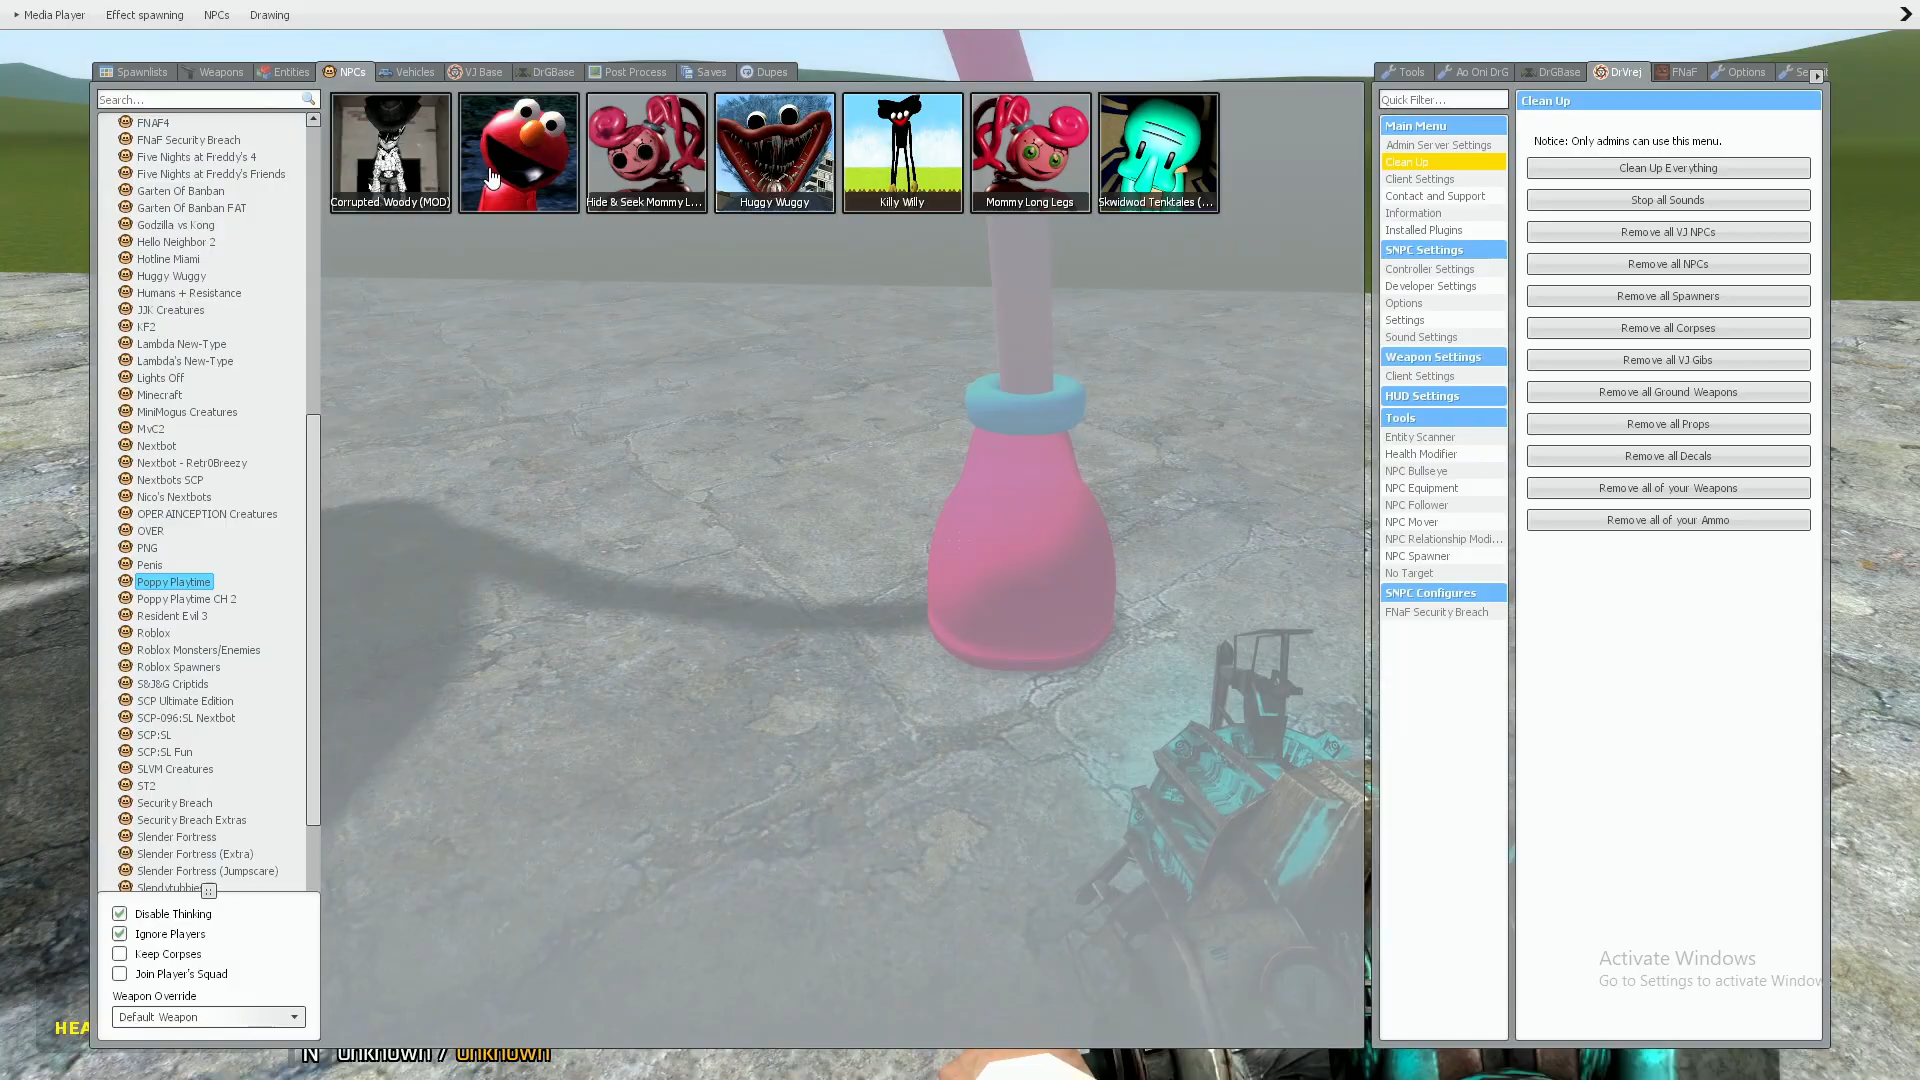 Media Player Effect spawning NPCs Drawing
Spawnlists Weapons Entities NPCs Vehicles VJ Base DrGBase Post Process Saves Dupes
Tools Ao Oni DrG DrGBase DrVrej FNaF Options
Search...
FNAF4
FNaF Security Breach
Five Nights at Freddy's 4
Five Nights at Freddy's Friends
Garten Of Banban
Garten Of Banban FAT
Godzilla vs Kong
Hello Neighbor 2
Hotline Miami
Huggy Wuggy
Humans + Resistance
JJK Creatures
KF2
Lambda New-Type
Lambda's New-Type
Lights Off
Minecraft
MiniMogus Creatures
MvC2
Nextbot
Nextbot - Retr0Breezy
Nextbots SCP
Nico's Nextbots
OPERAINCEPTION Creatures
OVER
PNG
Penis
Poppy Playtime
Poppy Playtime CH 2
Resident Evil 3
Roblox
Roblox Monsters/Enemies
Roblox Spawners
S&J&G Criptids
SCP Ultimate Edition
SCP-096:SL Nextbot
SCP:SL
SCP:SL Fun
SLVM Creatures
ST2
Security Breach
Security Breach Extras
Slender Fortress
Slender Fortress (Extra)
Slender Fortress (Jumpscare)
Slendytubbies
Disable Thinking
Ignore Players
Keep Corpses
Join Player's Squad
Weapon Override
Default Weapon
Corrupted Woody (MOD)
Hide & Seek Mommy L...
Huggy Wuggy
Killy Willy
Mommy Long Legs
Skwidwod Tenktales (...
Quick Filter...
Main Menu
Admin Server Settings
Clean Up
Client Settings
Contact and Support
Information
Installed Plugins
SNPC Settings
Controller Settings
Developer Settings
Options
Settings
Sound Settings
Weapon Settings
Client Settings
HUD Settings
Tools
Entity Scanner
Health Modifier
NPC Bullseye
NPC Equipment
NPC Follower
NPC Mover
NPC Relationship Modi...
NPC Spawner
No Target
SNPC Configures
FNaF Security Breach
Clean Up
Notice: Only admins can use this menu.
Clean Up Everything
Stop all Sounds
Remove all VJ NPCs
Remove all NPCs
Remove all Spawners
Remove all Corpses
Remove all VJ Gibs
Remove all Ground Weapons
Remove all Props
Remove all Decals
Remove all of your Weapons
Remove all of your Ammo
Activate Windows
Go to Settings to activate Window
HEA
N unknown / unknown